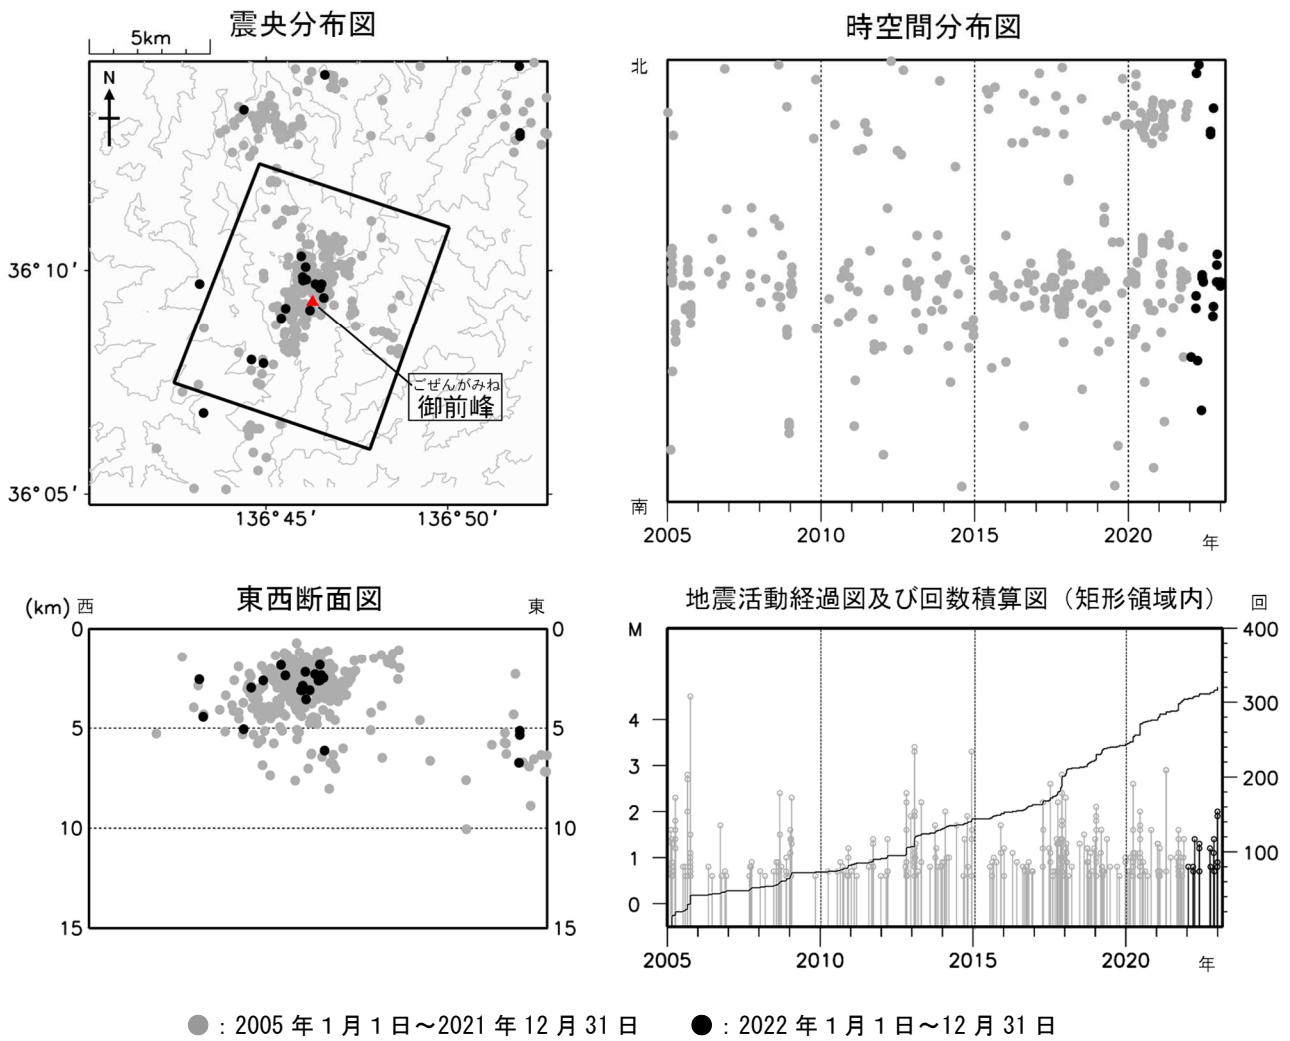 震央分布図
5km
N
36°10′
36°05′
136°45′
136°50′
ごぜんがみね
御前峰
時空間分布図
北
南
2005
2010
2015
2020
年
東西断面図
(km) 西
東
0
5
10
15
0
5
10
15
地震活動経過図及び回数積算図（矩形領域内）
M
回
4
3
2
1
0
400
300
200
100
2005
2010
2015
2020
年
：2005 年１月１日～2021 年 12 月 31 日
：2022 年１月１日～12 月 31 日